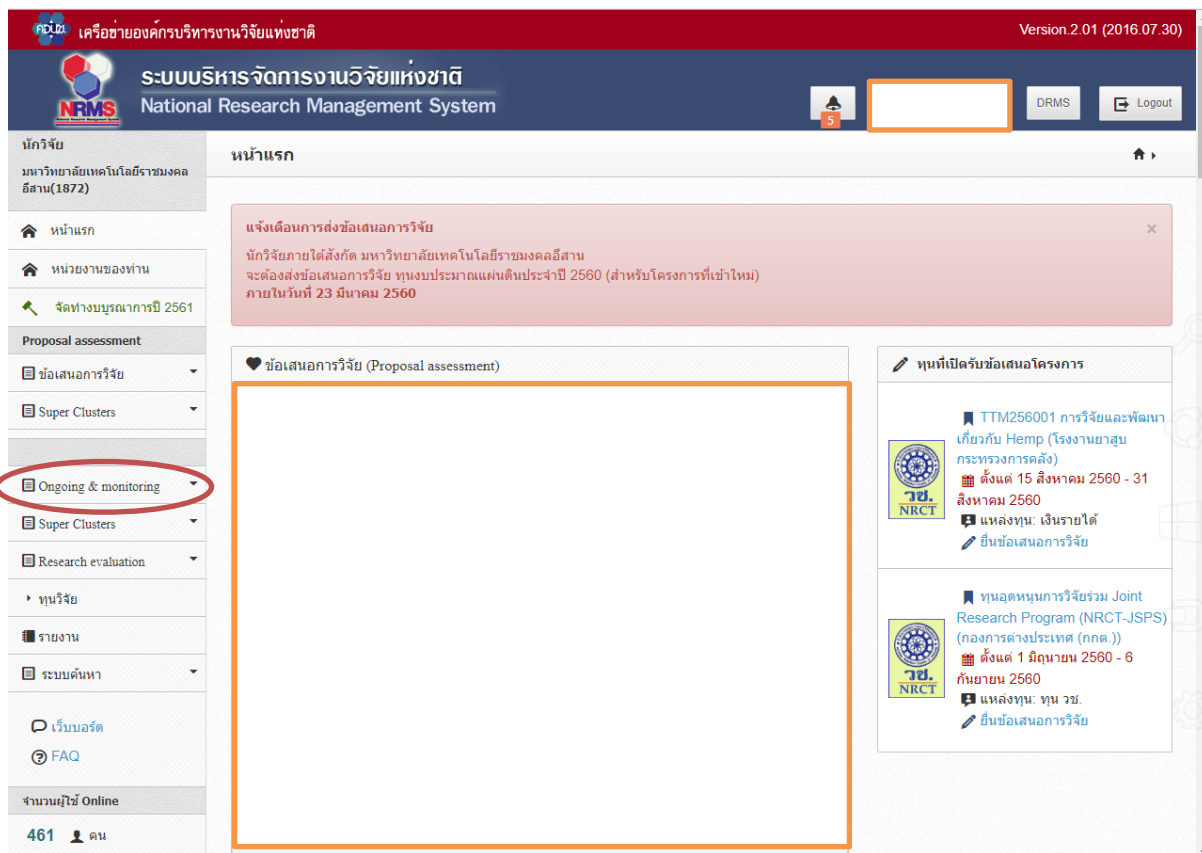 คอบช เครือข่ายองค์กรบริหารงานวิจัยแห่งชาติ
Version.2.01 (2016.07.30)
NRMS
ระบบบริหารจัดการงานวิจัยแห่งชาติ
National Research Management System
5
DRMS
Logout
นักวิจัย
มหาวิทยาลัยเทคโนโลยีราชมงคล
อีสาน(1872)
หน้าแรก
หน่วยงานของท่าน
จัดทำงบบูรณาการปี 2561
Proposal assessment
ข้อเสนอการวิจัย
Super Clusters
Ongoing & monitoring
Super Clusters
Research evaluation
ทุนวิจัย
รายงาน
ระบบค้นหา
เว็บบอร์ด
FAQ
จำนวนผู้ใช้ Online
461 คน
หน้าแรก
แจ้งเตือนการส่งข้อเสนอการวิจัย
×
นักวิจัยภายใต้สังกัด มหาวิทยาลัยเทคโนโลยีราชมงคลอีสาน
จะต้องส่งข้อเสนอการวิจัย ทุนงบประมาณแผ่นดินประจำปี 2560 (สำหรับโครงการที่เข้าใหม่)
ภายในวันที่ 23 มีนาคม 2560
ข้อเสนอการวิจัย (Proposal assessment)
ทุนที่เปิดรับข้อเสนอโครงการ
วช.
NRCT
TTM256001 การวิจัยและพัฒนา
เกี่ยวกับ Hemp (โรงงานยาสูบ
กระทรวงการคลัง)
ตั้งแต่ 15 สิงหาคม 2560 - 31
สิงหาคม 2560
แหล่งทุน: เงินรายได้
ยื่นข้อเสนอการวิจัย
วช.
NRCT
ทุนอุดหนุนการวิจัยร่วม Joint
Research Program (NRCT-JSPS)
(กองการต่างประเทศ (กกต.))
ตั้งแต่ 1 มิถุนายน 2560 - 6
กันยายน 2560
แหล่งทุน: ทุน วช.
ยื่นข้อเสนอการวิจัย